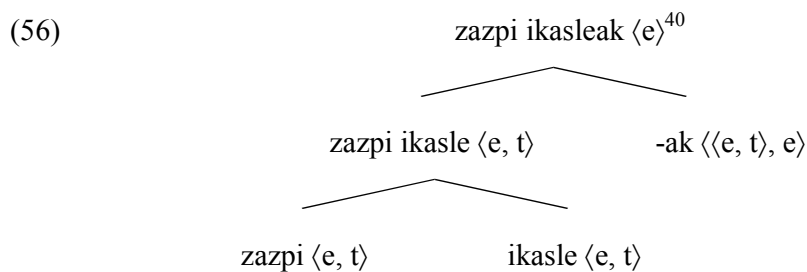 (56) zazpi ikasleak ⟨e⟩⁴⁰
zazpi ikasle ⟨e, t⟩ -ak ⟨⟨e, t⟩, e⟩
zazpi ⟨e, t⟩ ikasle ⟨e, t⟩